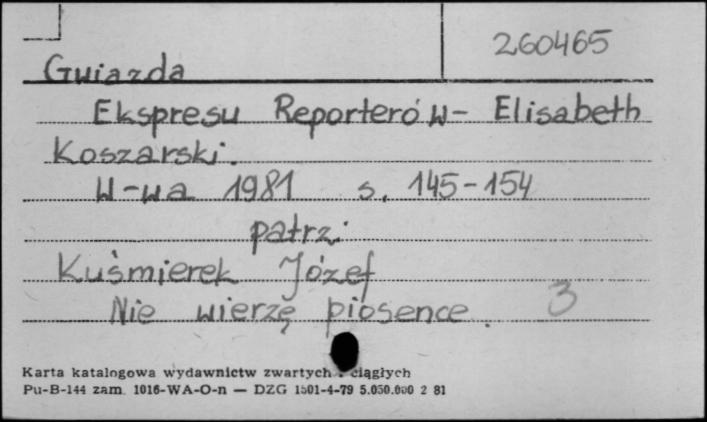 260465
Gwiazda
Ekspresu Reporterów - Elisabeth
Koszarski.
W-wa 1981 s. 145-154
patrz:
Kuśmierek Józef
Nie wierzę piosence. 3
Karta katalogowa wydawnictw zwartych i ciągłych
Pu-B-144 zam. 1016-WA-O-n — DZG 1501-4-79 5.050.000 2 81